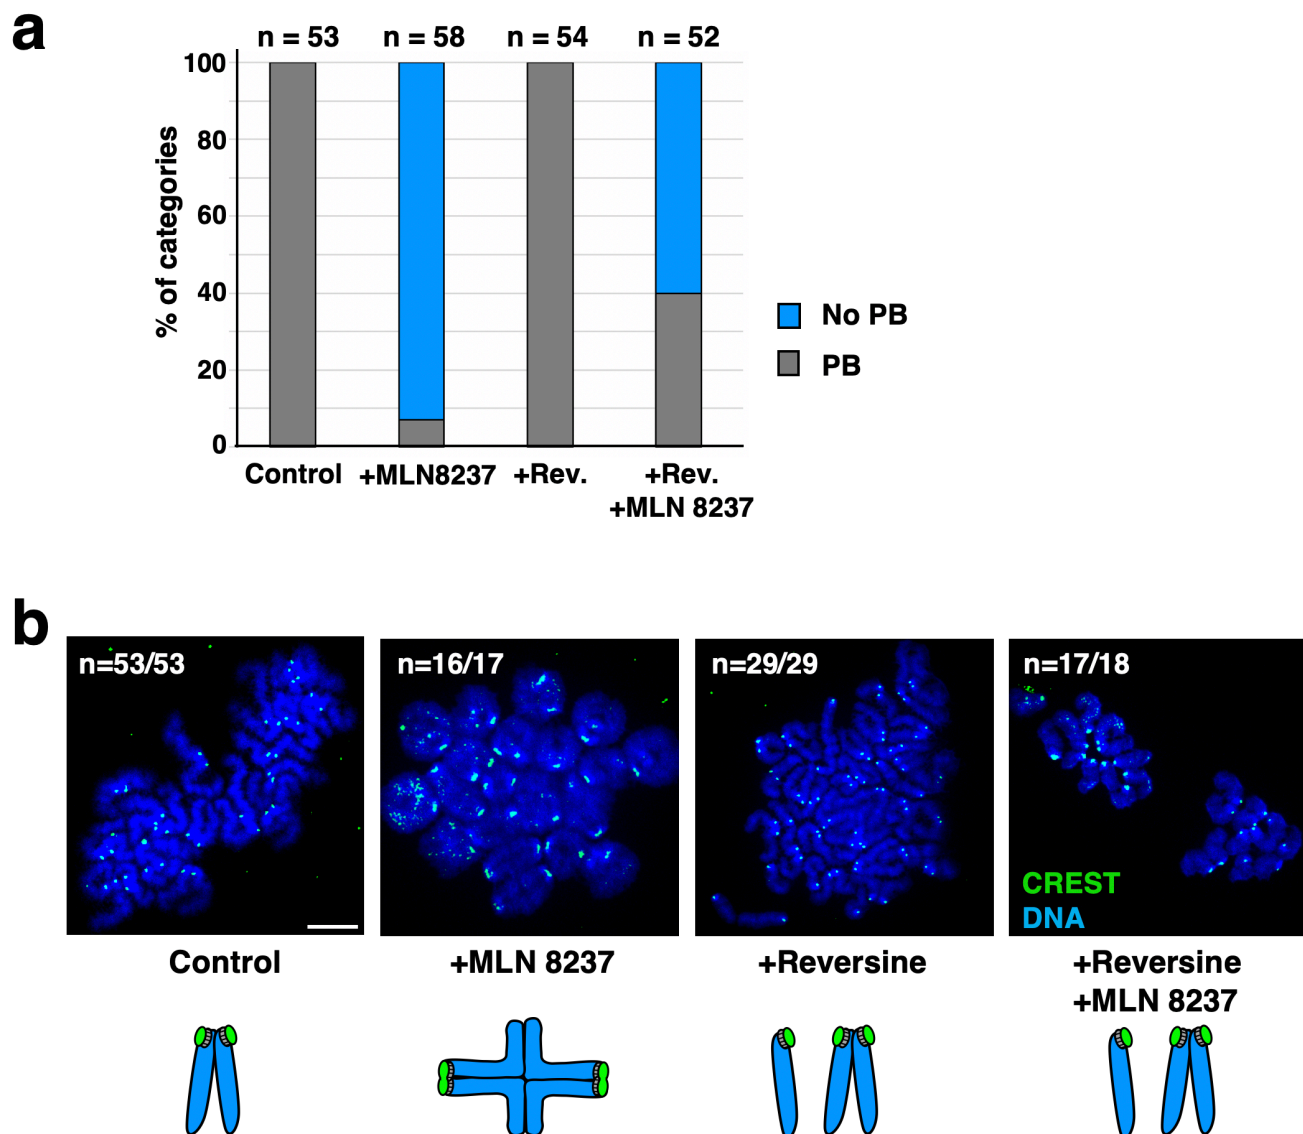 a
n = 53 n = 58 n = 54 n = 52
100
80
60
40
20
0
% of categories
No PB
PB
Control +MLN8237 +Rev. +Rev.
+MLN 8237
b
n=53/53 n=16/17 n=29/29 n=17/18
CREST
DNA
Control +MLN 8237 +Reversine +Reversine
+MLN 8237